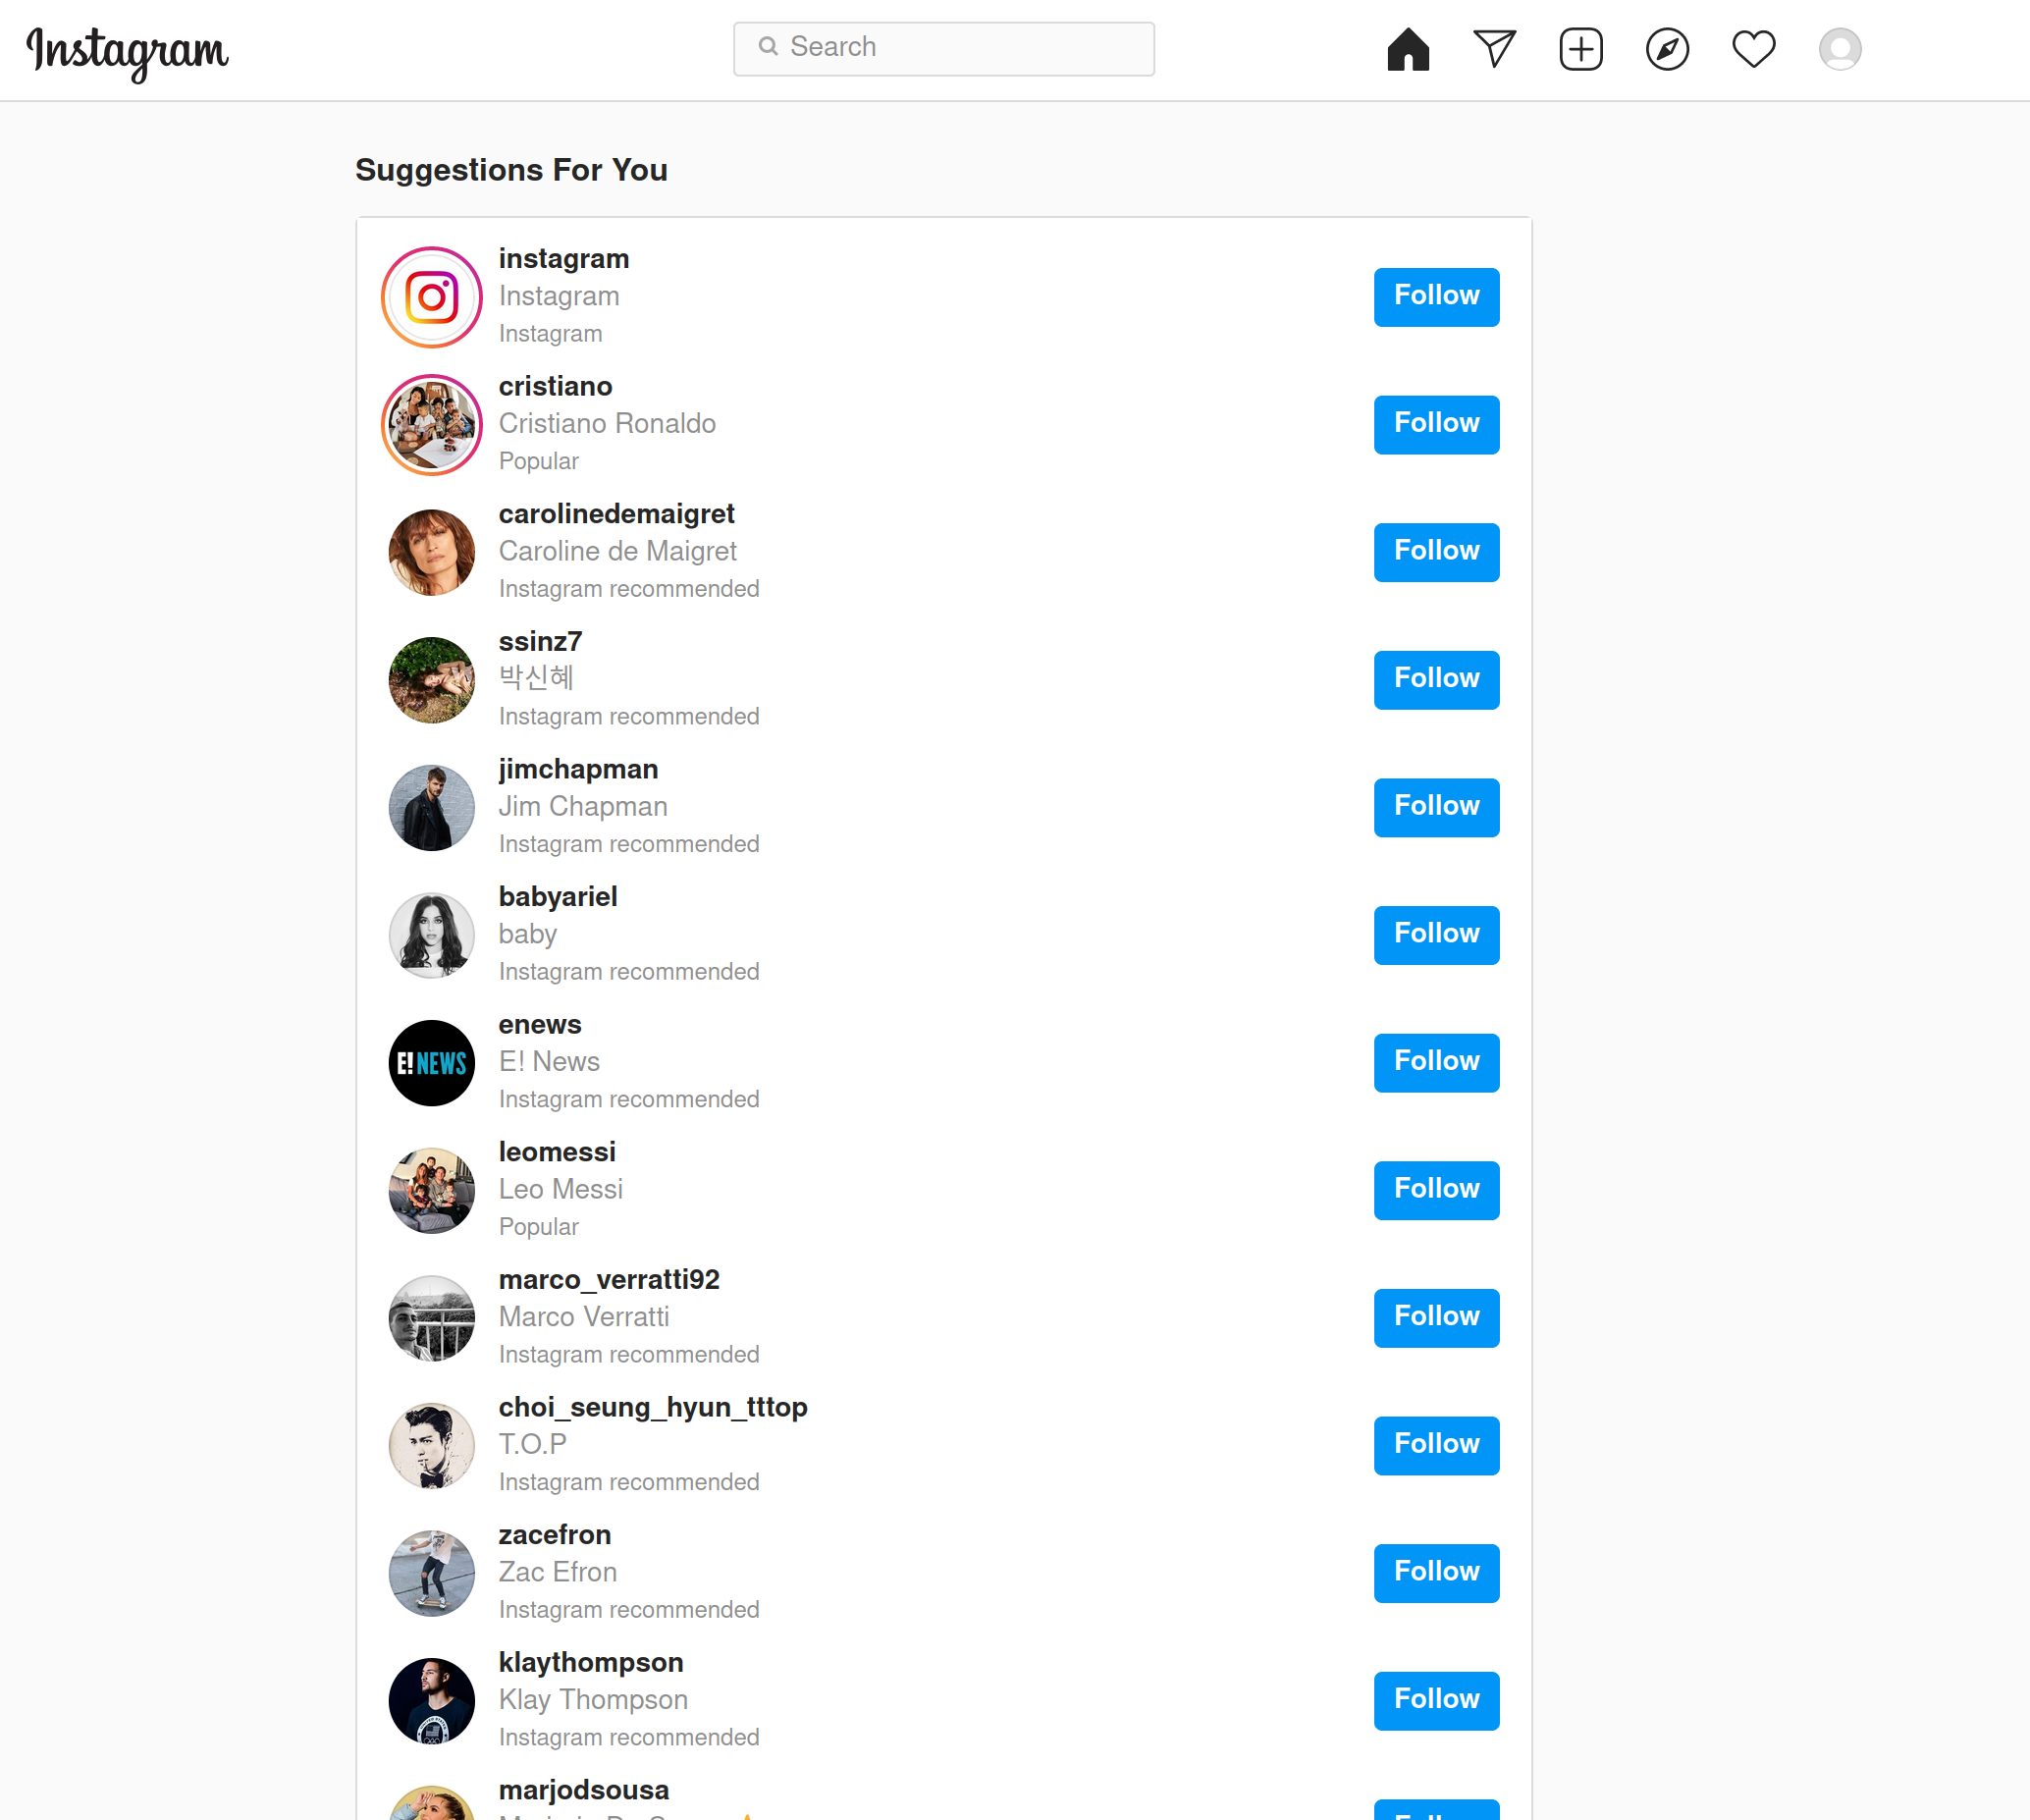 Instagram
Search
Suggestions For You
instagram
Instagram
Instagram
Follow
cristiano
Cristiano Ronaldo
Popular
Follow
carolinedemaigret
Caroline de Maigret
Instagram recommended
Follow
ssinz7
박신혜
Instagram recommended
Follow
jimchapman
Jim Chapman
Instagram recommended
Follow
babyariel
baby
Instagram recommended
Follow
enews
E! News
Instagram recommended
E! NEWS
Follow
leomessi
Leo Messi
Popular
Follow
marco_verratti92
Marco Verratti
Instagram recommended
Follow
choi_seung_hyun_tttop
T.O.P
Instagram recommended
Follow
zacefron
Zac Efron
Instagram recommended
Follow
klaythompson
Klay Thompson
Instagram recommended
Follow
marjodsousa